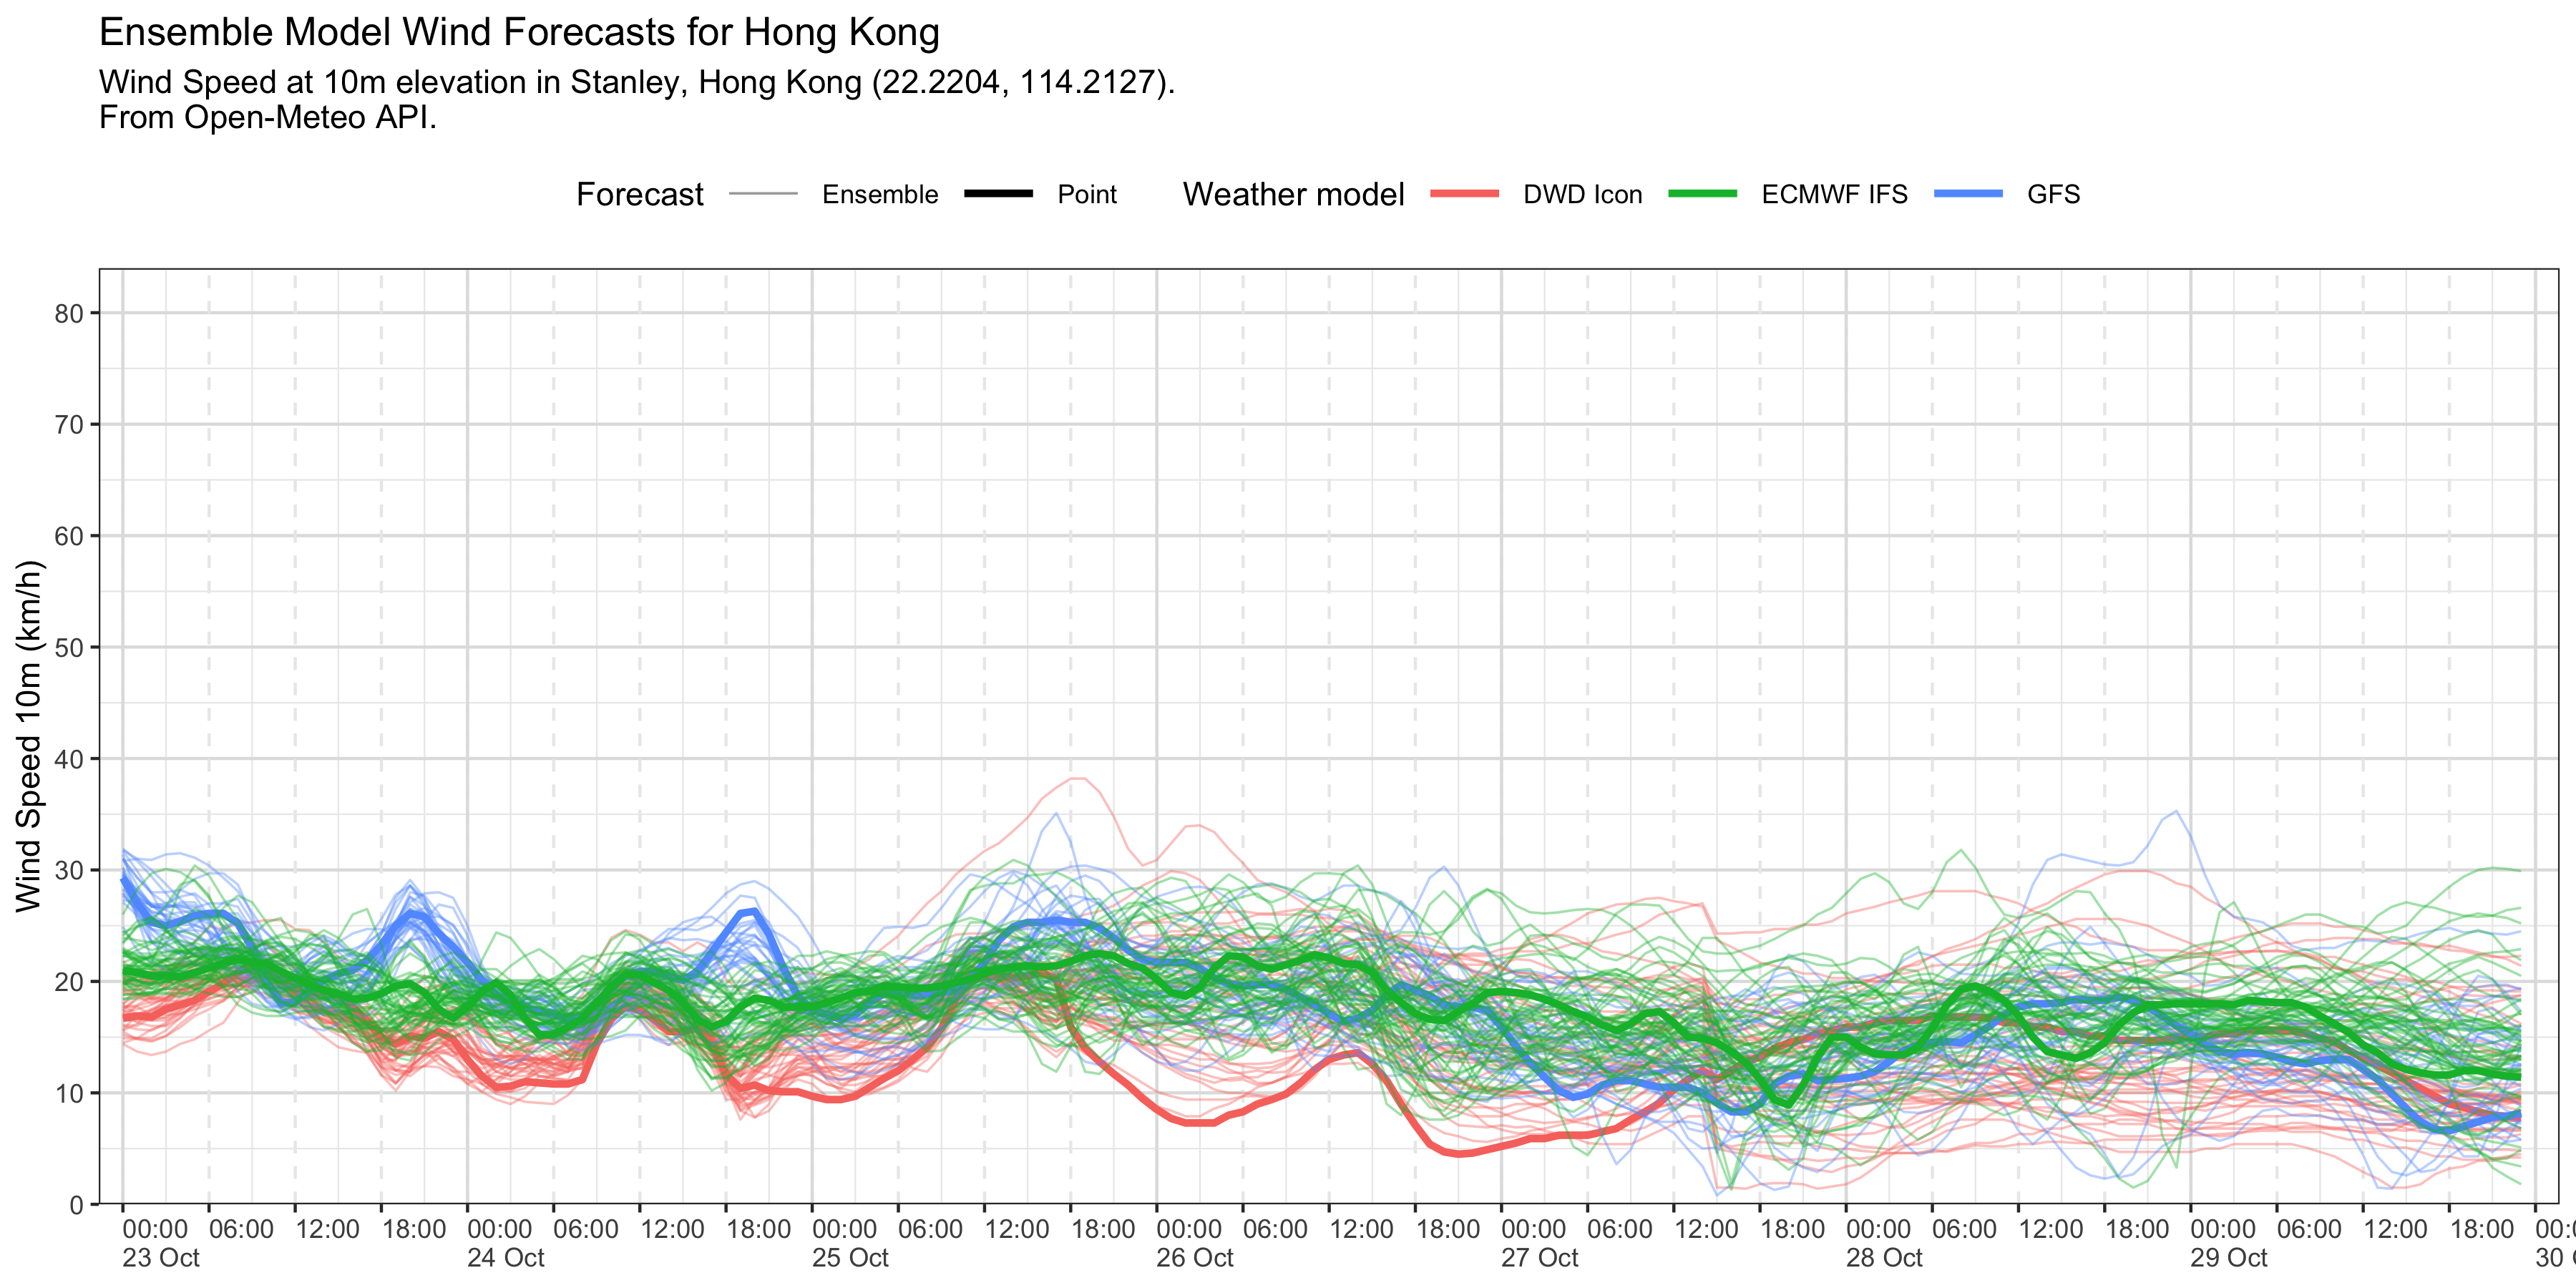 Ensemble Model Wind Forecasts for Hong Kong
Wind Speed at 10m elevation in Stanley, Hong Kong (22.2204, 114.2127).
From Open-Meteo API.
Forecast Ensemble Point Weather model DWD Icon ECMWF IFS GFS
Wind Speed 10m (km/h)
80
70
60
50
40
30
20
10
0
00:00 06:00 12:00 18:00 00:00 06:00 12:00 18:00 00:00 06:00 12:00 18:00 00:00 06:00 12:00 18:00 00:00 06:00 12:00 18:00 00:00 06:00 12:00 18:00 00:00 06:00 12:00 18:00
23 Oct 24 Oct 25 Oct 26 Oct 27 Oct 28 Oct 29 Oct 30